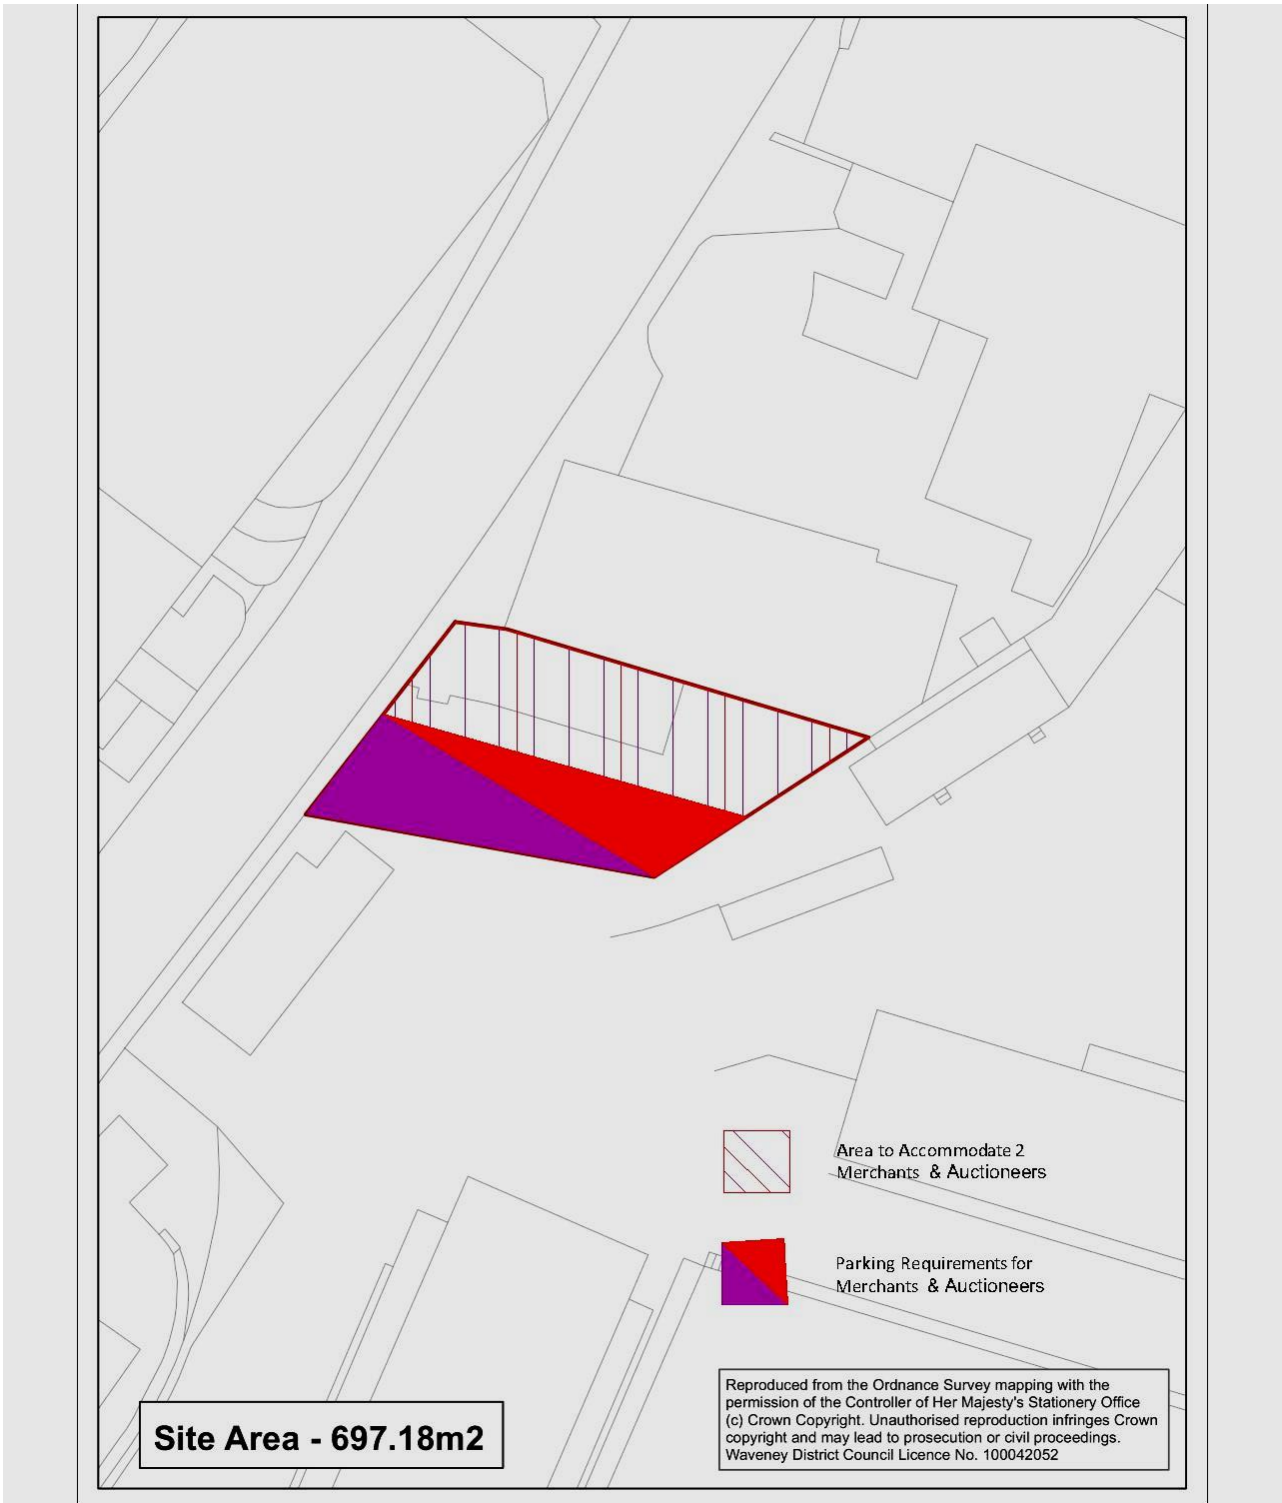 Area to Accommodate 2
Merchants & Auctioneers
Parking Requirements for
Merchants & Auctioneers
Reproduced from the Ordnance Survey mapping with the
permission of the Controller of Her Majesty's Stationery Office
(c) Crown Copyright. Unauthorised reproduction infringes Crown
copyright and may lead to prosecution or civil proceedings.
Waveney District Council Licence No. 100042052
Site Area - 697.18m2